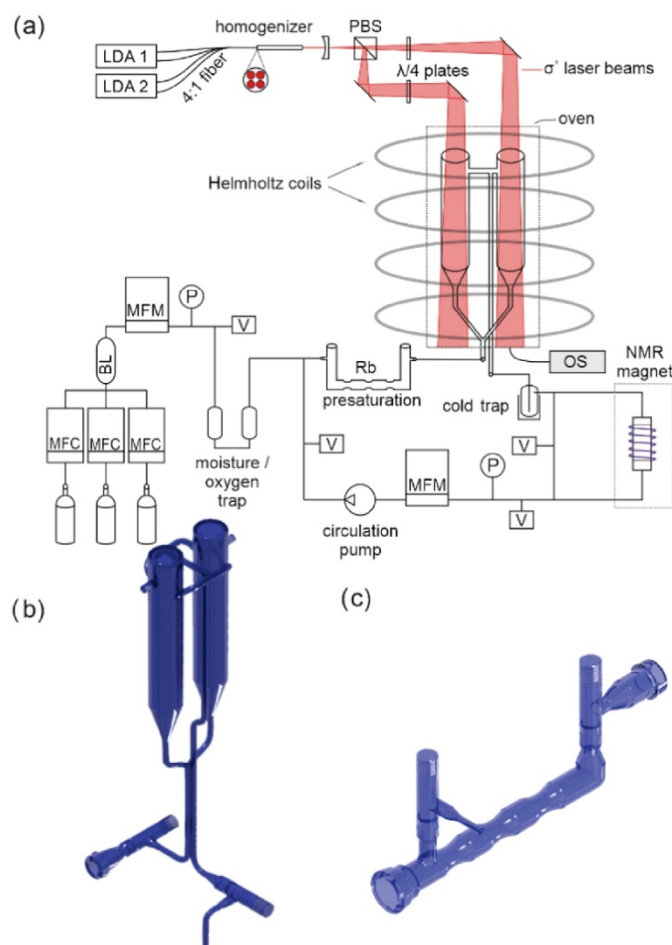 (a)
homogenizer
PBS
LDA 1
LDA 2
4:1 fiber
λ/4 plates
σ⁺ laser beams
oven
Helmholtz coils
MFM
P
V
BL
Rb
presaturation
OS
NMR
magnet
cold trap
MFC
MFC
MFC
moisture /
oxygen
trap
V
V
P
MFM
V
circulation
pump
(b)
(c)